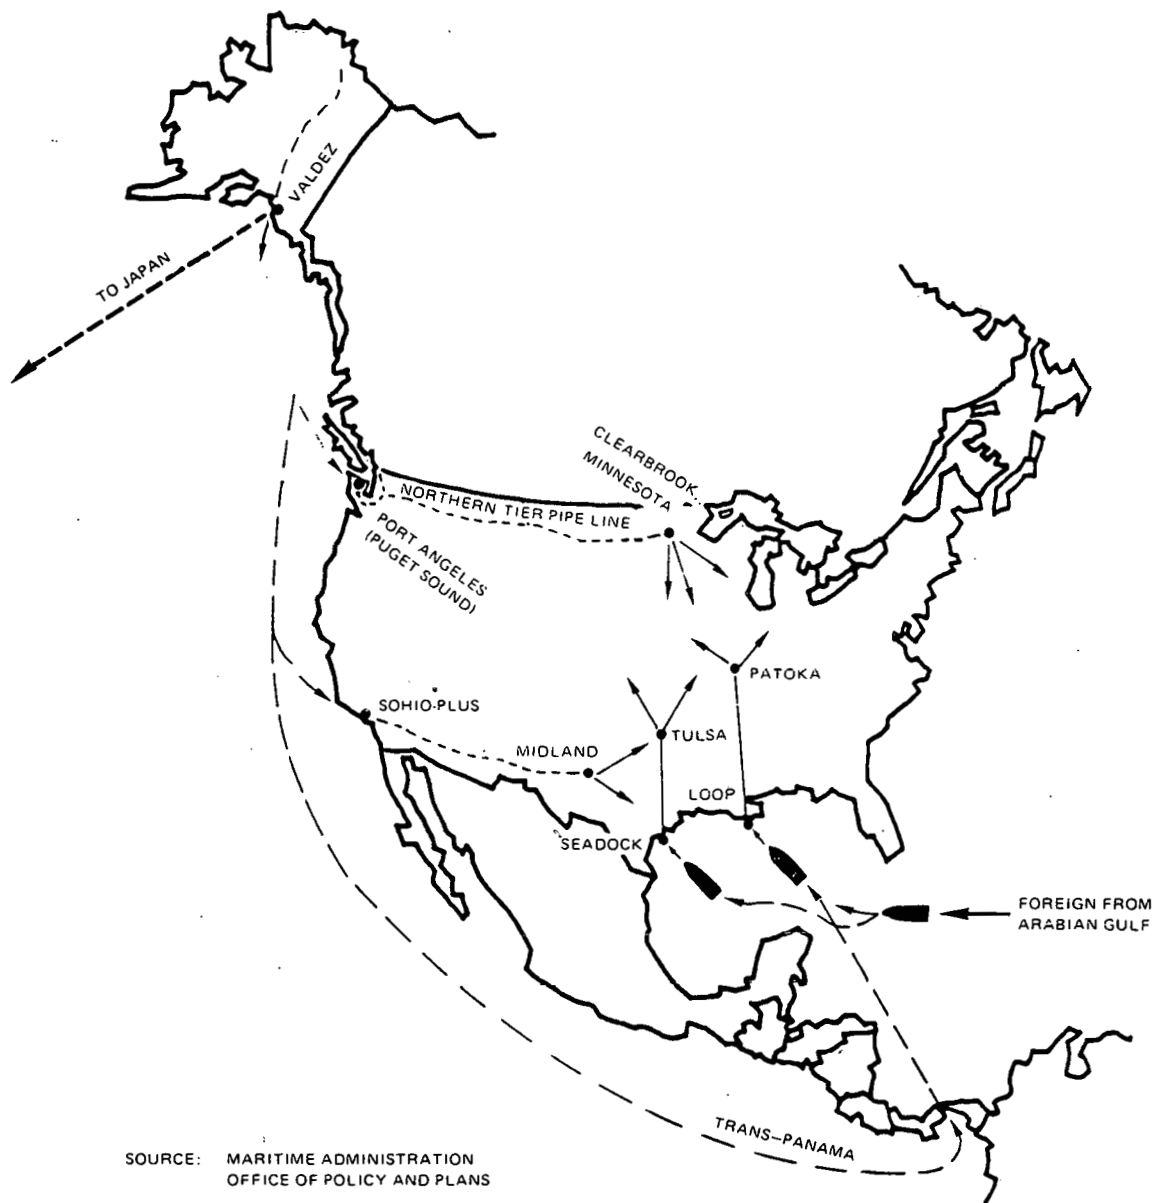 VALDEZ
TO JAPAN
CLEARBROOK,
MINNESOTA
NORTHERN TIER PIPE LINE
PORT ANGELES
(PUGET SOUND)
PATOKA
SOHIO-PLUS
TULSA
MIDLAND
LOOP
SEADOCK
FOREIGN FROM
ARABIAN GULF
TRANS-PANAMA
SOURCE: MARITIME ADMINISTRATION
OFFICE OF POLICY AND PLANS